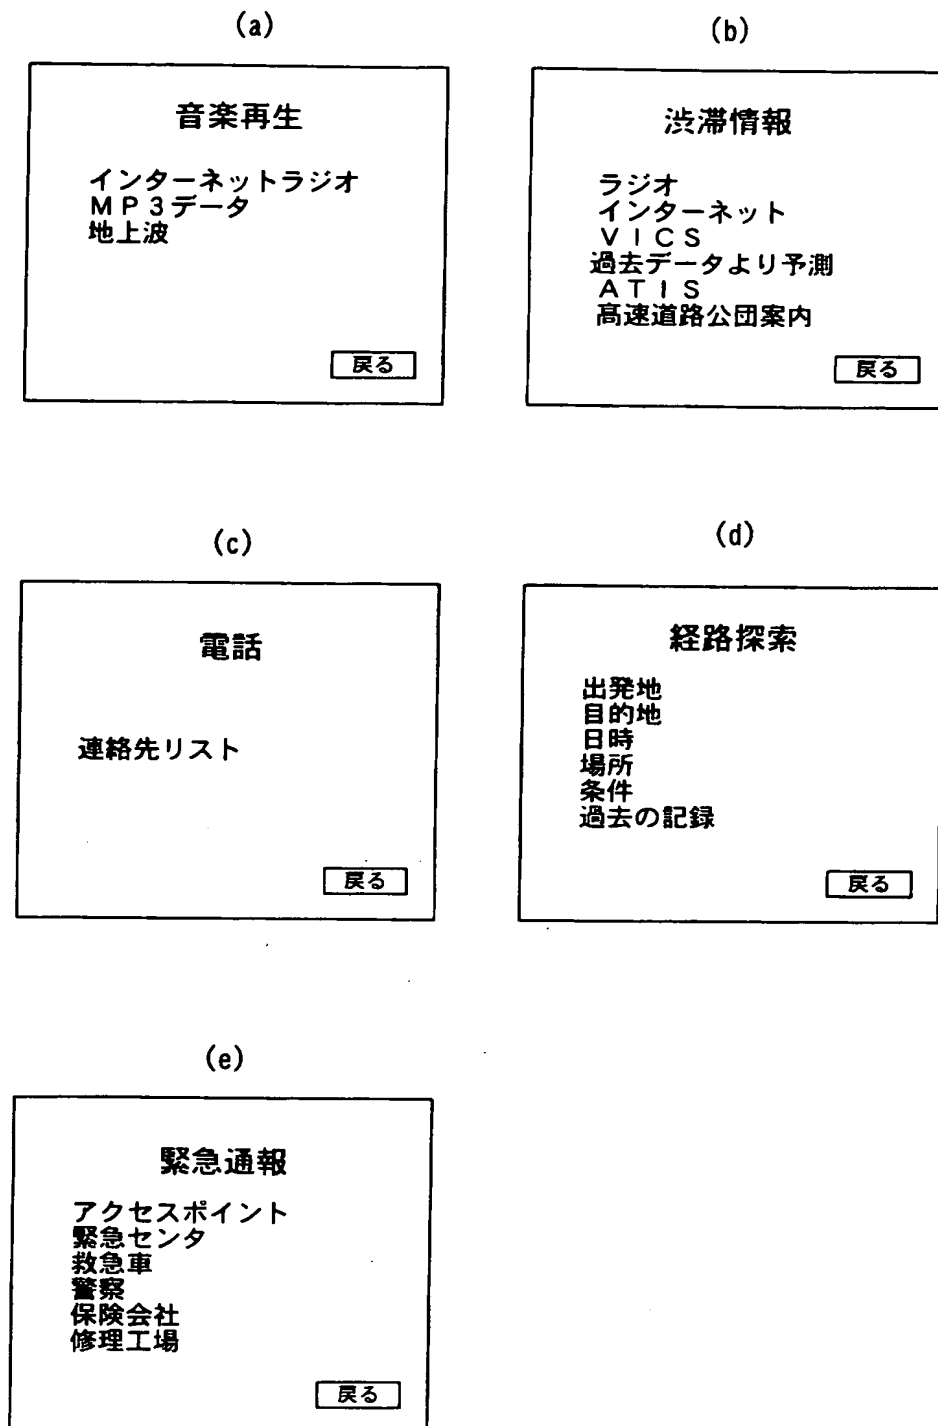 (a)
音楽再生
インターネットラジオ
MP3データ
地上波
戻る
(b)
渋滞情報
ラジオ
インターネット
VICS
過去データより予測
ATIS
高速道路公団案内
戻る
(c)
電話
連絡先リスト
戻る
(d)
経路探索
出発地
目的地
日時
場所
条件
過去の記録
戻る
(e)
緊急通報
アクセスポイント
緊急センタ
救急車
警察
保険会社
修理工場
戻る